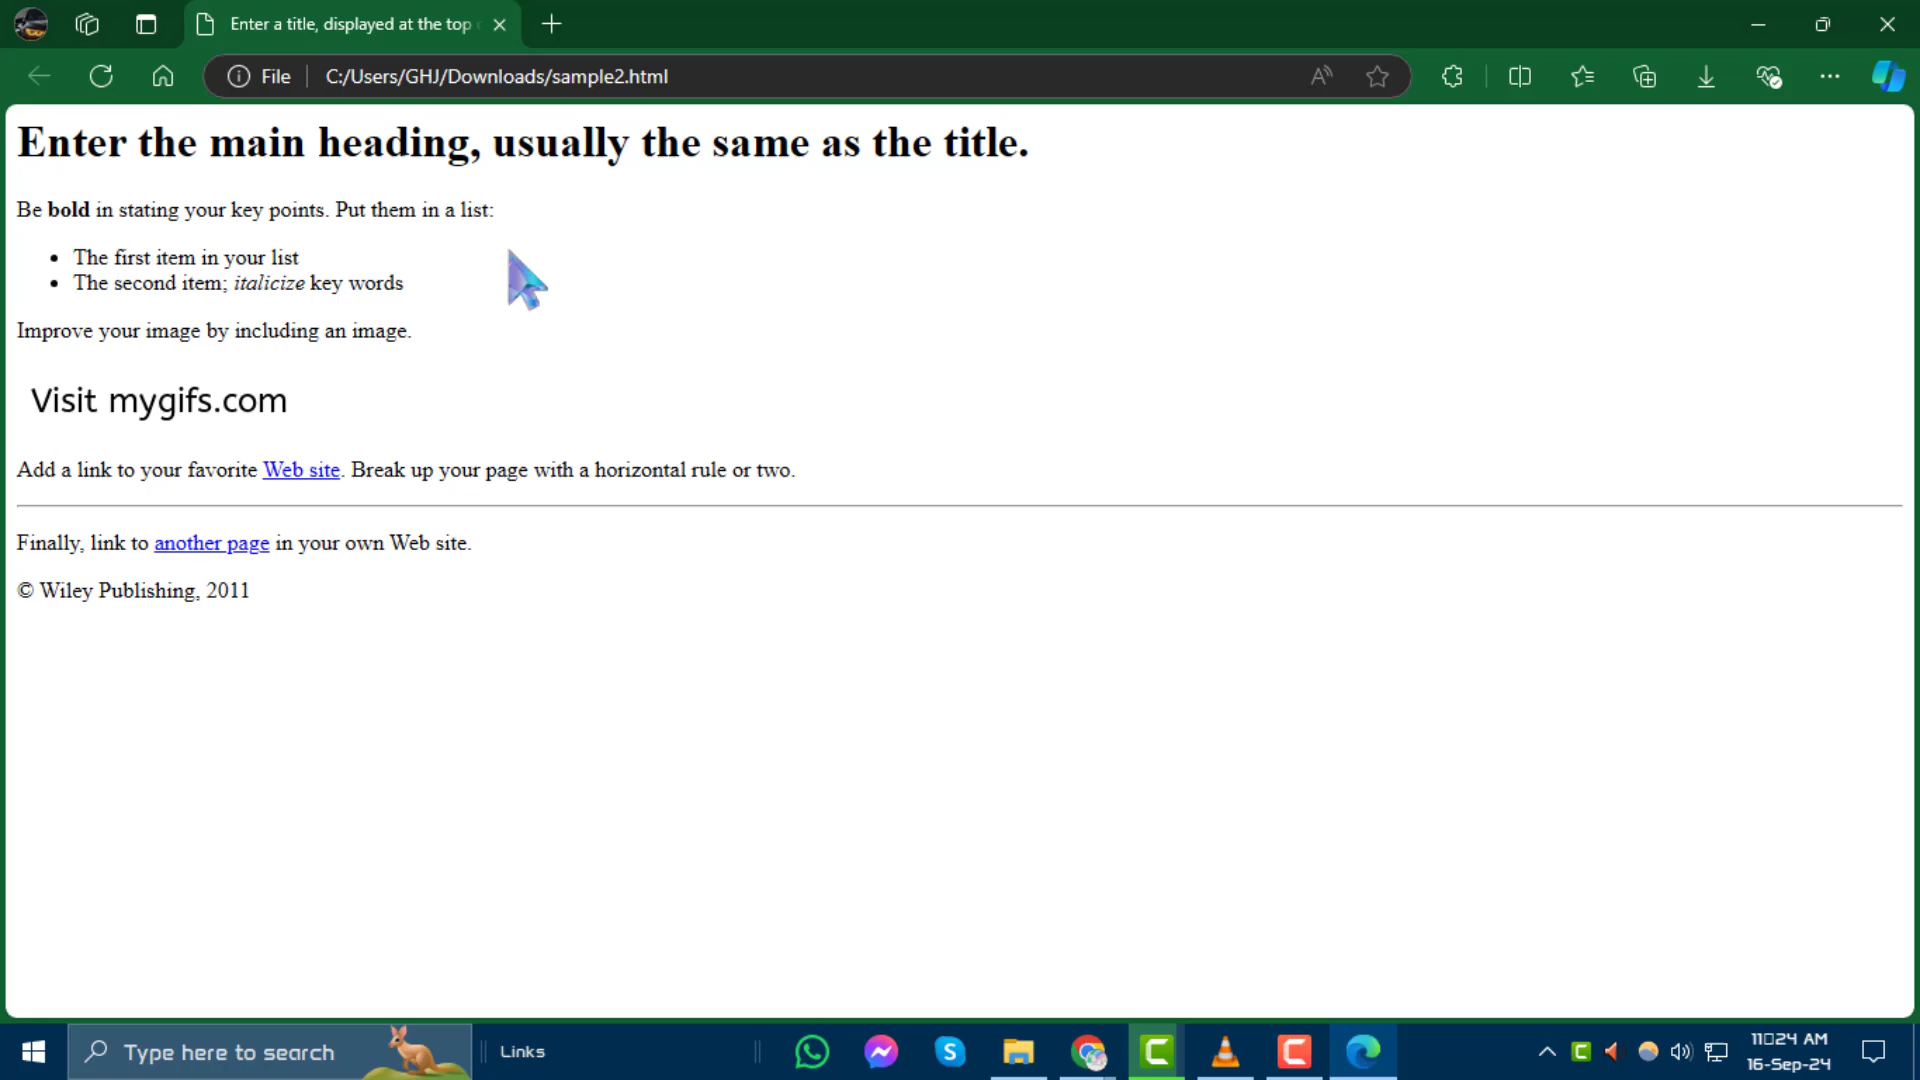 Enter a title, displayed at the top
File
C:/Users/GHJ/Downloads/sample2.html
Enter the main heading, usually the same as the title.
Be bold in stating your key points. Put them in a list:
• The first item in your list
• The second item; italicize key words
Improve your image by including an image.
Visit mygifs.com
Add a link to your favorite Web site. Break up your page with a horizontal rule or two.
Finally, link to another page in your own Web site.
© Wiley Publishing, 2011
Type here to search
Links
11□24 AM
16-Sep-24